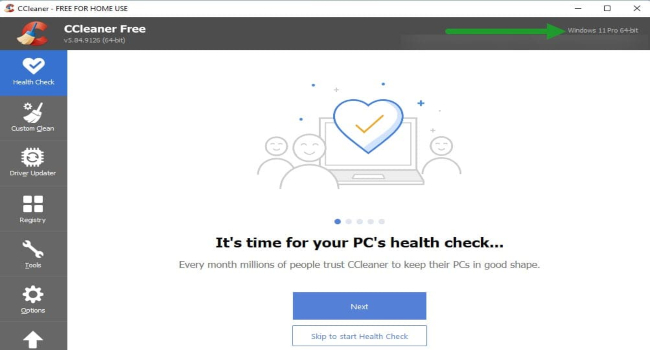 CCleaner - FREE FOR HOME USE
CCleaner Free
v5.84.9126 (64-bit)
Windows 11 Pro 64-bit
Health Check
Custom Clean
Driver Updater
Registry
Tools
Options
It's time for your PC's health check...
Every month millions of people trust CCleaner to keep their PCs in good shape.
Next
Skip to start Health Check